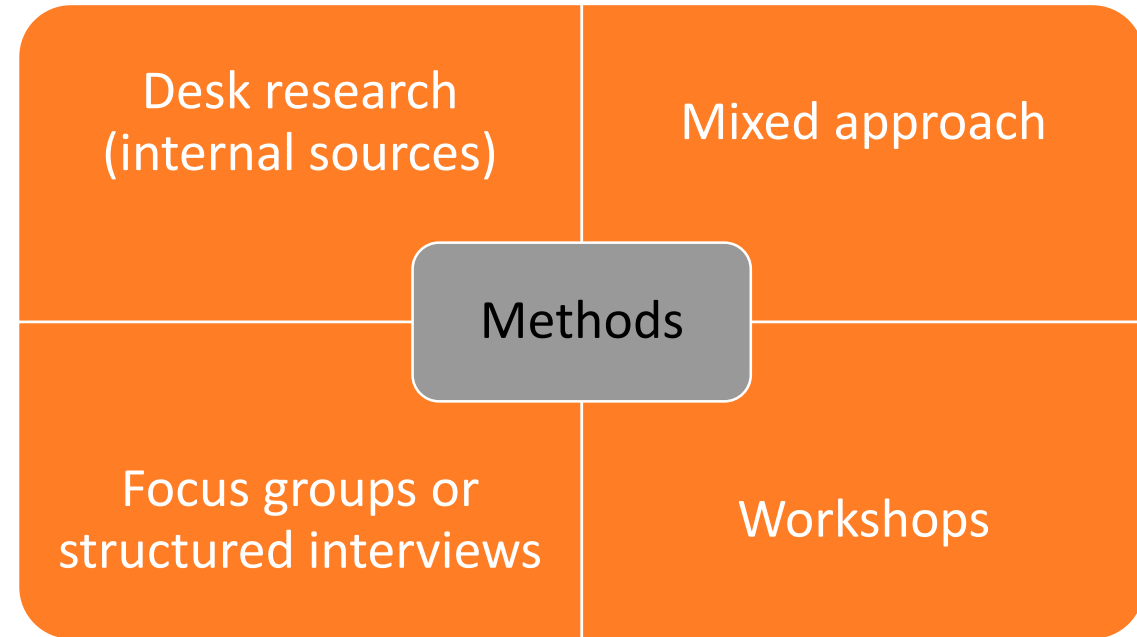 Desk research
(internal sources)
Mixed approach
Methods
Focus groups or
structured interviews
Workshops